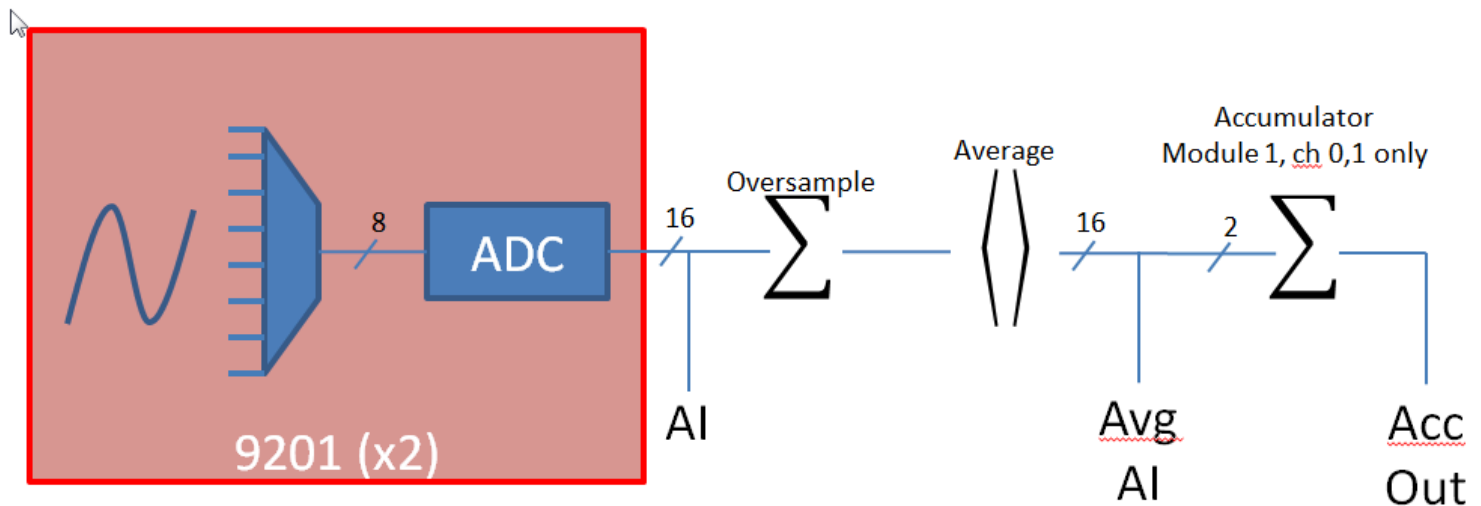 Accumulator
Module 1, ch 0,1 only
Average
Oversample
8
16
16
2
ADC
AI
Avg
AI
Acc
Out
9201 (x2)